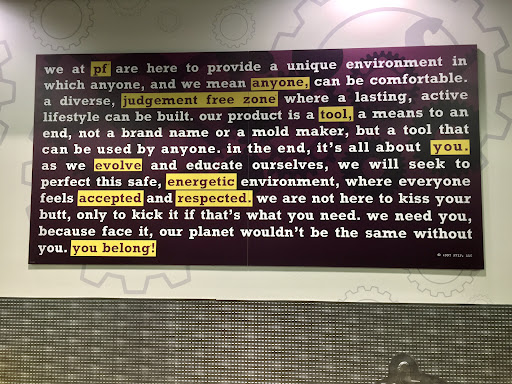 we at pf are here to provide a unique environment in
which anyone, and we mean anyone, can be comfortable.
a diverse, judgement free zone where a lasting, active
lifestyle can be built. our product is a tool, a means to an
end, not a brand name or a mold maker, but a tool that
can be used by anyone. in the end, it's all about you.
as we evolve and educate ourselves, we will seek to
perfect this safe, energetic environment, where everyone
feels accepted and respected. we are not here to kiss your
butt, only to kick it if that's what you need. we need you,
because face it, our planet wouldn't be the same without
you. you belong!